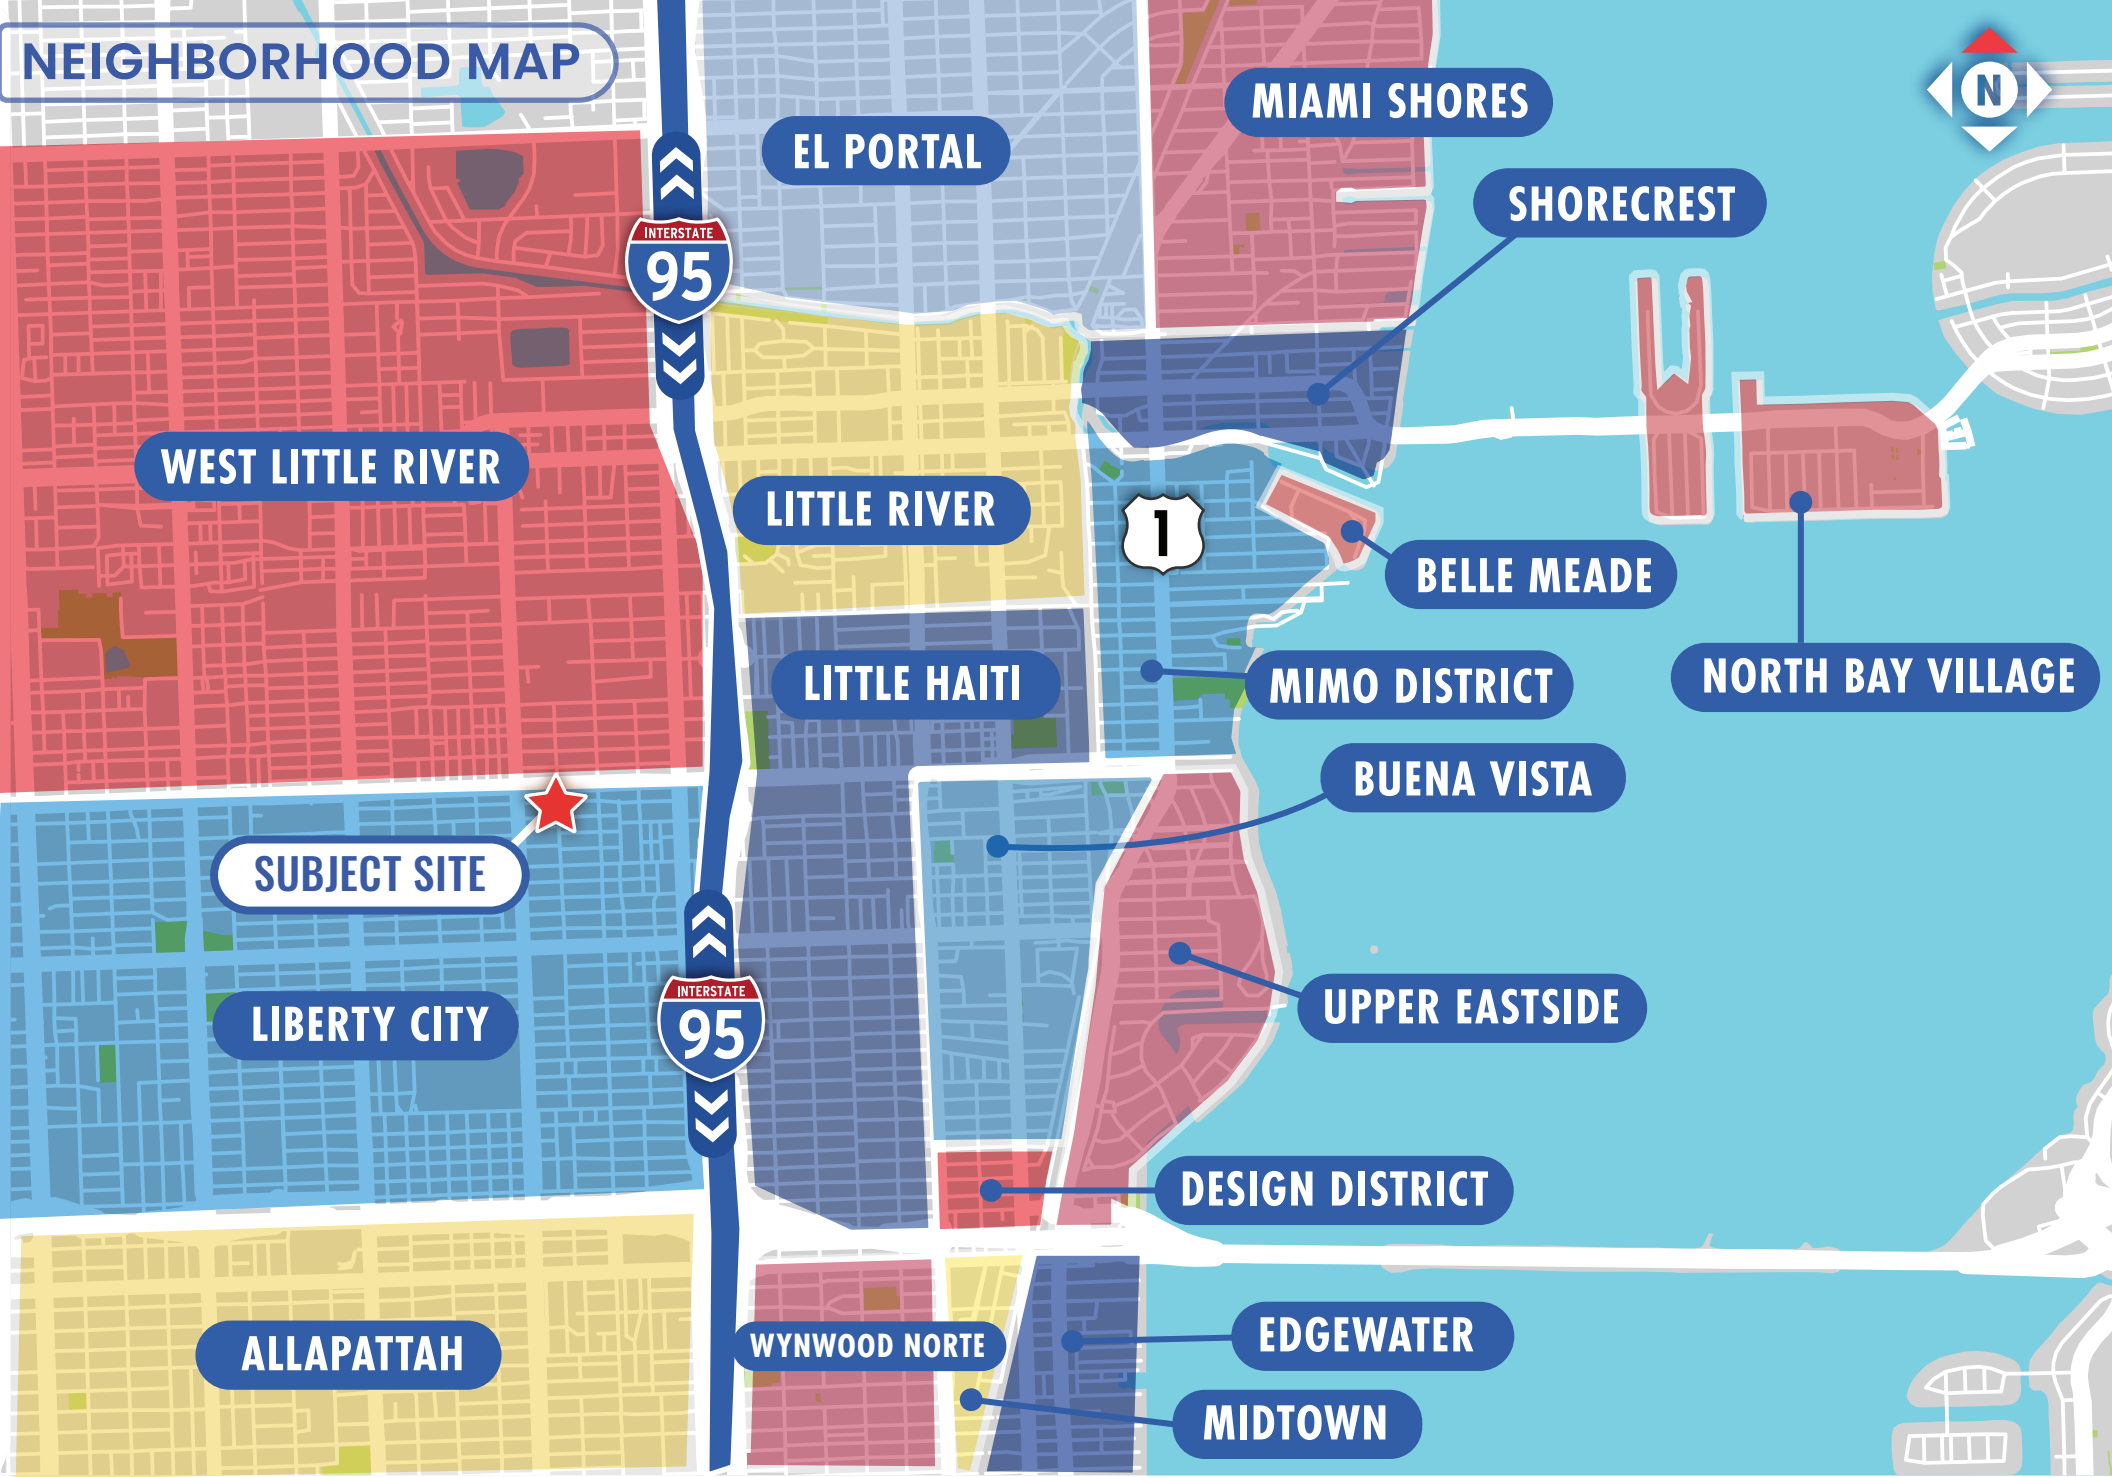 NEIGHBORHOOD MAP
N
MIAMI SHORES
EL PORTAL
SHORECREST
INTERSTATE
95
WEST LITTLE RIVER
LITTLE RIVER
1
BELLE MEADE
LITTLE HAITI
MIMO DISTRICT
NORTH BAY VILLAGE
BUENA VISTA
SUBJECT SITE
LIBERTY CITY
INTERSTATE
95
UPPER EASTSIDE
DESIGN DISTRICT
ALLAPATTAH
WYNWOOD NORTE
EDGEWATER
MIDTOWN